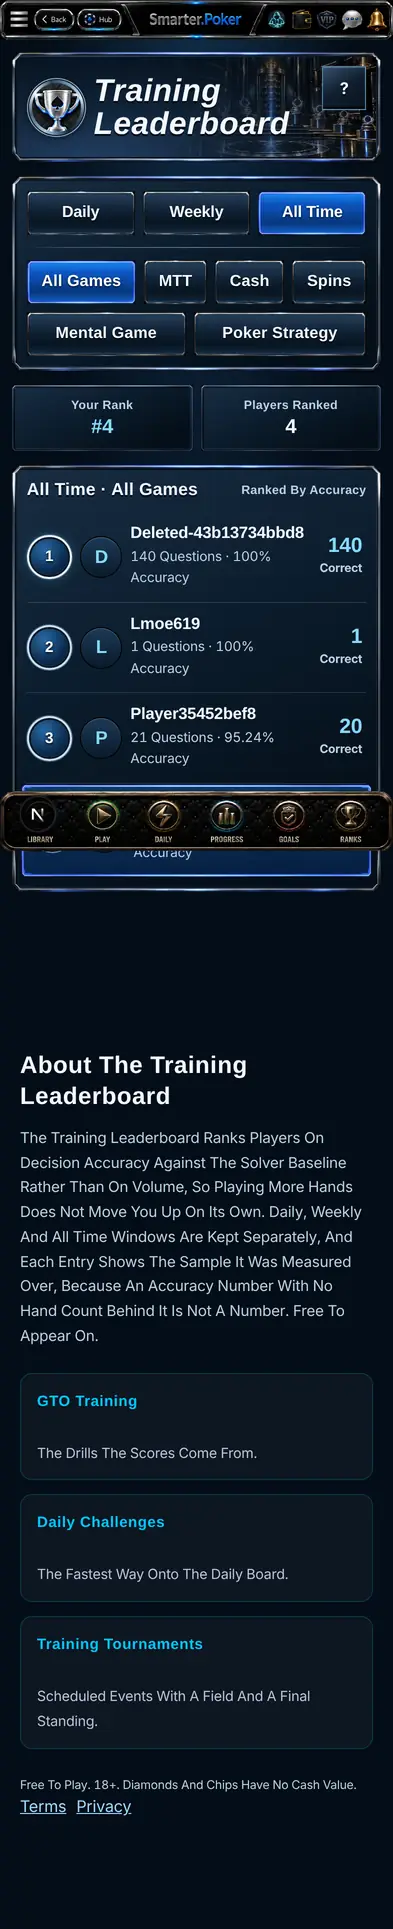 Back
Hub
Smarter.Poker
VIP
Training
Leaderboard
?
Daily
Weekly
All Time
All Games
MTT
Cash
Spins
Mental Game
Poker Strategy
Your Rank
#4
Players Ranked
4
All Time · All Games
Ranked By Accuracy
1
D
Deleted-43b13734bbd8
140 Questions · 100%
Accuracy
140
Correct
2
L
Lmoe619
1 Questions · 100%
Accuracy
1
Correct
3
P
Player35452bef8
21 Questions · 95.24%
Accuracy
20
Correct
N
LIBRARY
PLAY
DAILY
PROGRESS
GOALS
RANKS
Accuracy
About The Training
Leaderboard
The Training Leaderboard Ranks Players On
Decision Accuracy Against The Solver Baseline
Rather Than On Volume, So Playing More Hands
Does Not Move You Up On Its Own. Daily, Weekly
And All Time Windows Are Kept Separately, And
Each Entry Shows The Sample It Was Measured
Over, Because An Accuracy Number With No
Hand Count Behind It Is Not A Number. Free To
Appear On.
GTO Training
The Drills The Scores Come From.
Daily Challenges
The Fastest Way Onto The Daily Board.
Training Tournaments
Scheduled Events With A Field And A Final
Standing.
Free To Play. 18+. Diamonds And Chips Have No Cash Value.
Terms Privacy